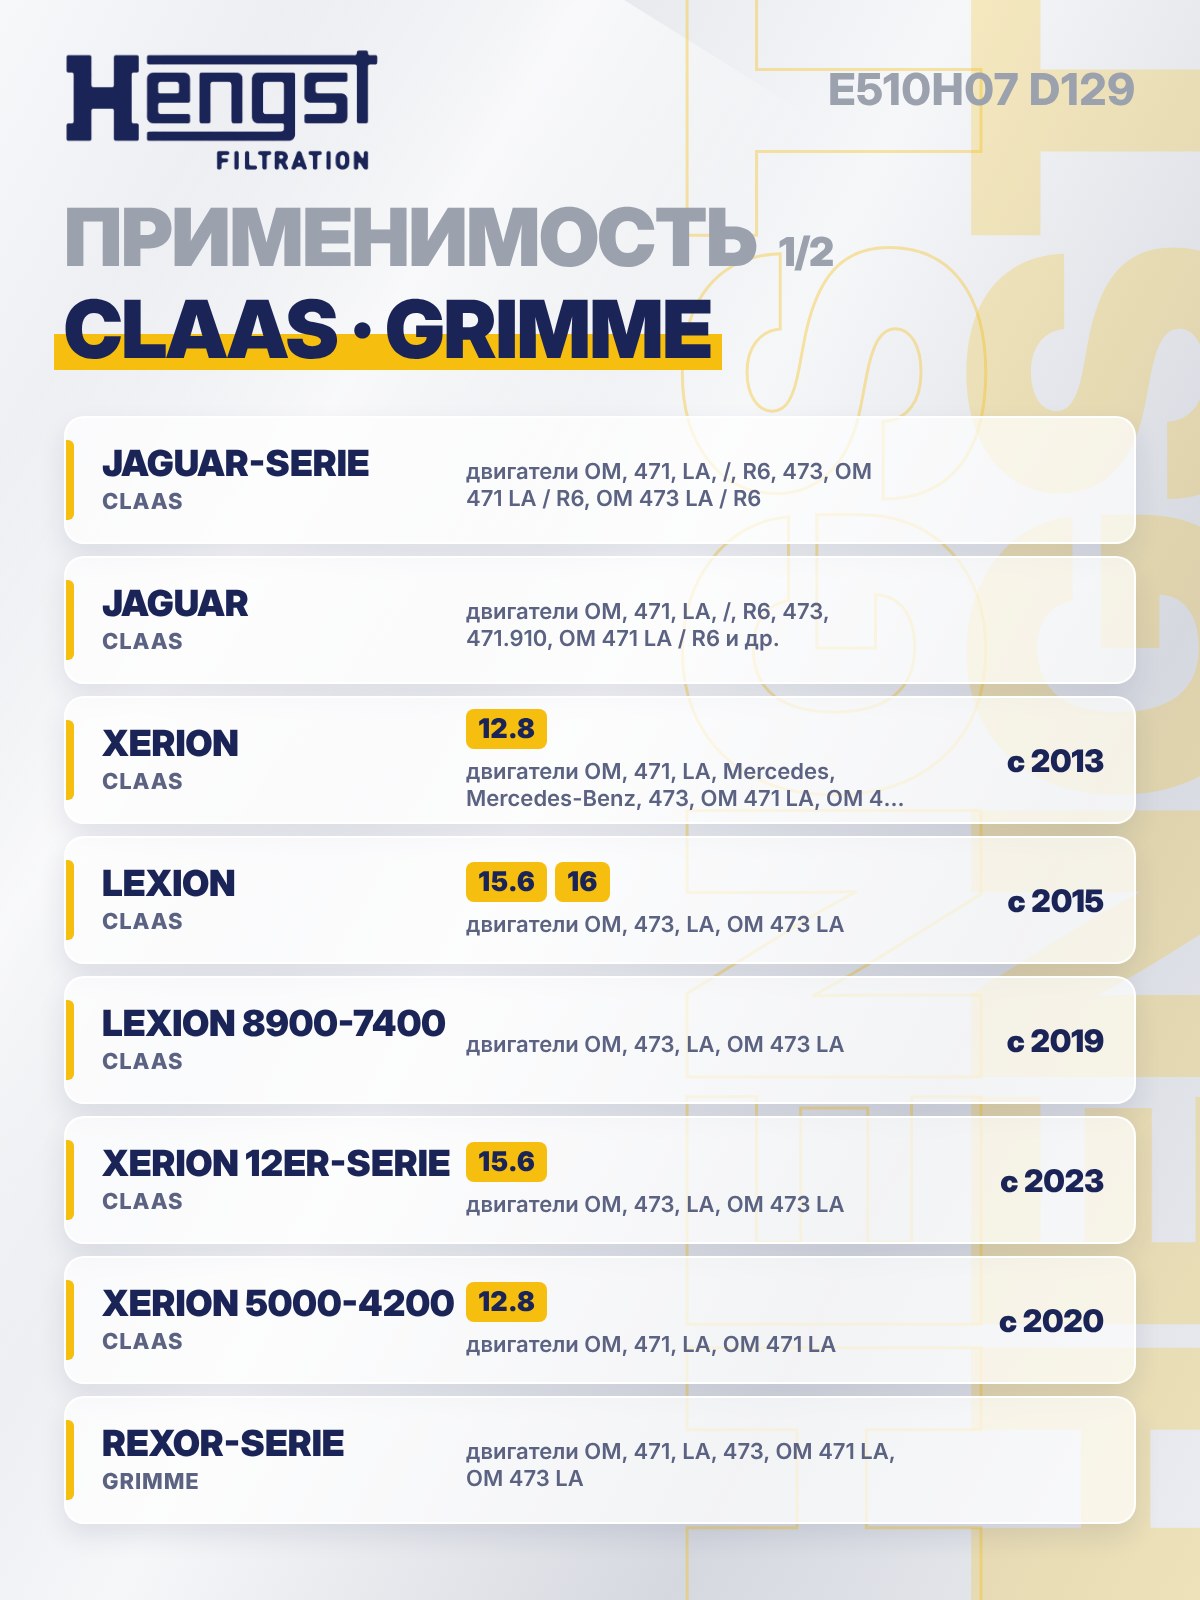 Hengst
FILTRATION
E510H07 D129
ПРИМЕНИМОСТЬ 1/2
CLAAS · GRIMME
JAGUAR-SERIE
CLAAS
двигатели OM, 471, LA, /, R6, 473, OM
471 LA / R6, OM 473 LA / R6
JAGUAR
CLAAS
двигатели OM, 471, LA, /, R6, 473,
471.910, OM 471 LA / R6 и др.
XERION
CLAAS
12.8
двигатели OM, 471, LA, Mercedes,
Mercedes-Benz, 473, OM 471 LA, OM 4...
с 2013
LEXION
CLAAS
15.6 16
двигатели OM, 473, LA, OM 473 LA
с 2015
LEXION 8900-7400
CLAAS
двигатели OM, 473, LA, OM 473 LA
с 2019
XERION 12ER-SERIE
CLAAS
15.6
двигатели OM, 473, LA, OM 473 LA
с 2023
XERION 5000-4200
CLAAS
12.8
двигатели OM, 471, LA, OM 471 LA
с 2020
REXOR-SERIE
GRIMME
двигатели OM, 471, LA, 473, OM 471 LA,
OM 473 LA
HENGST
HENGST